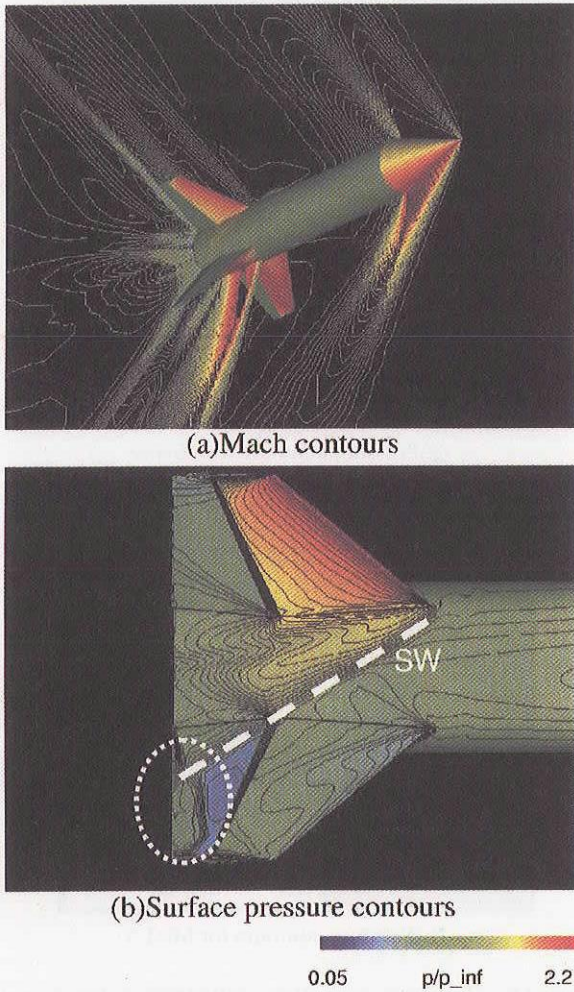 (a)Mach contours
SW
(b)Surface pressure contours
0.05 p/p_inf 2.2